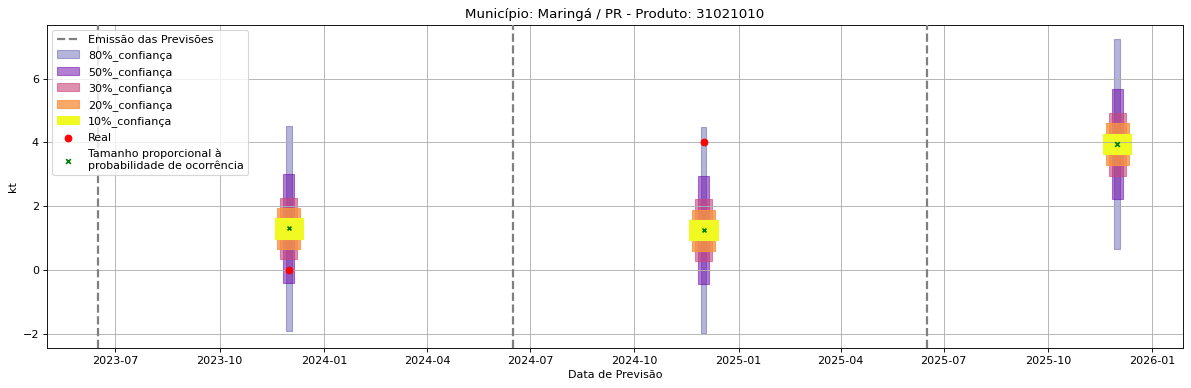 Município: Maringá / PR - Produto: 31021010
Emissão das Previsões
80%_confiança
50%_confiança
30%_confiança
20%_confiança
10%_confiança
Real
Tamanho proporcional à
probabilidade de ocorrência
kt
6
4
2
0
−2
2023-07
2023-10
2024-01
2024-04
2024-07
2024-10
2025-01
2025-04
2025-07
2025-10
2026-01
Data de Previsão